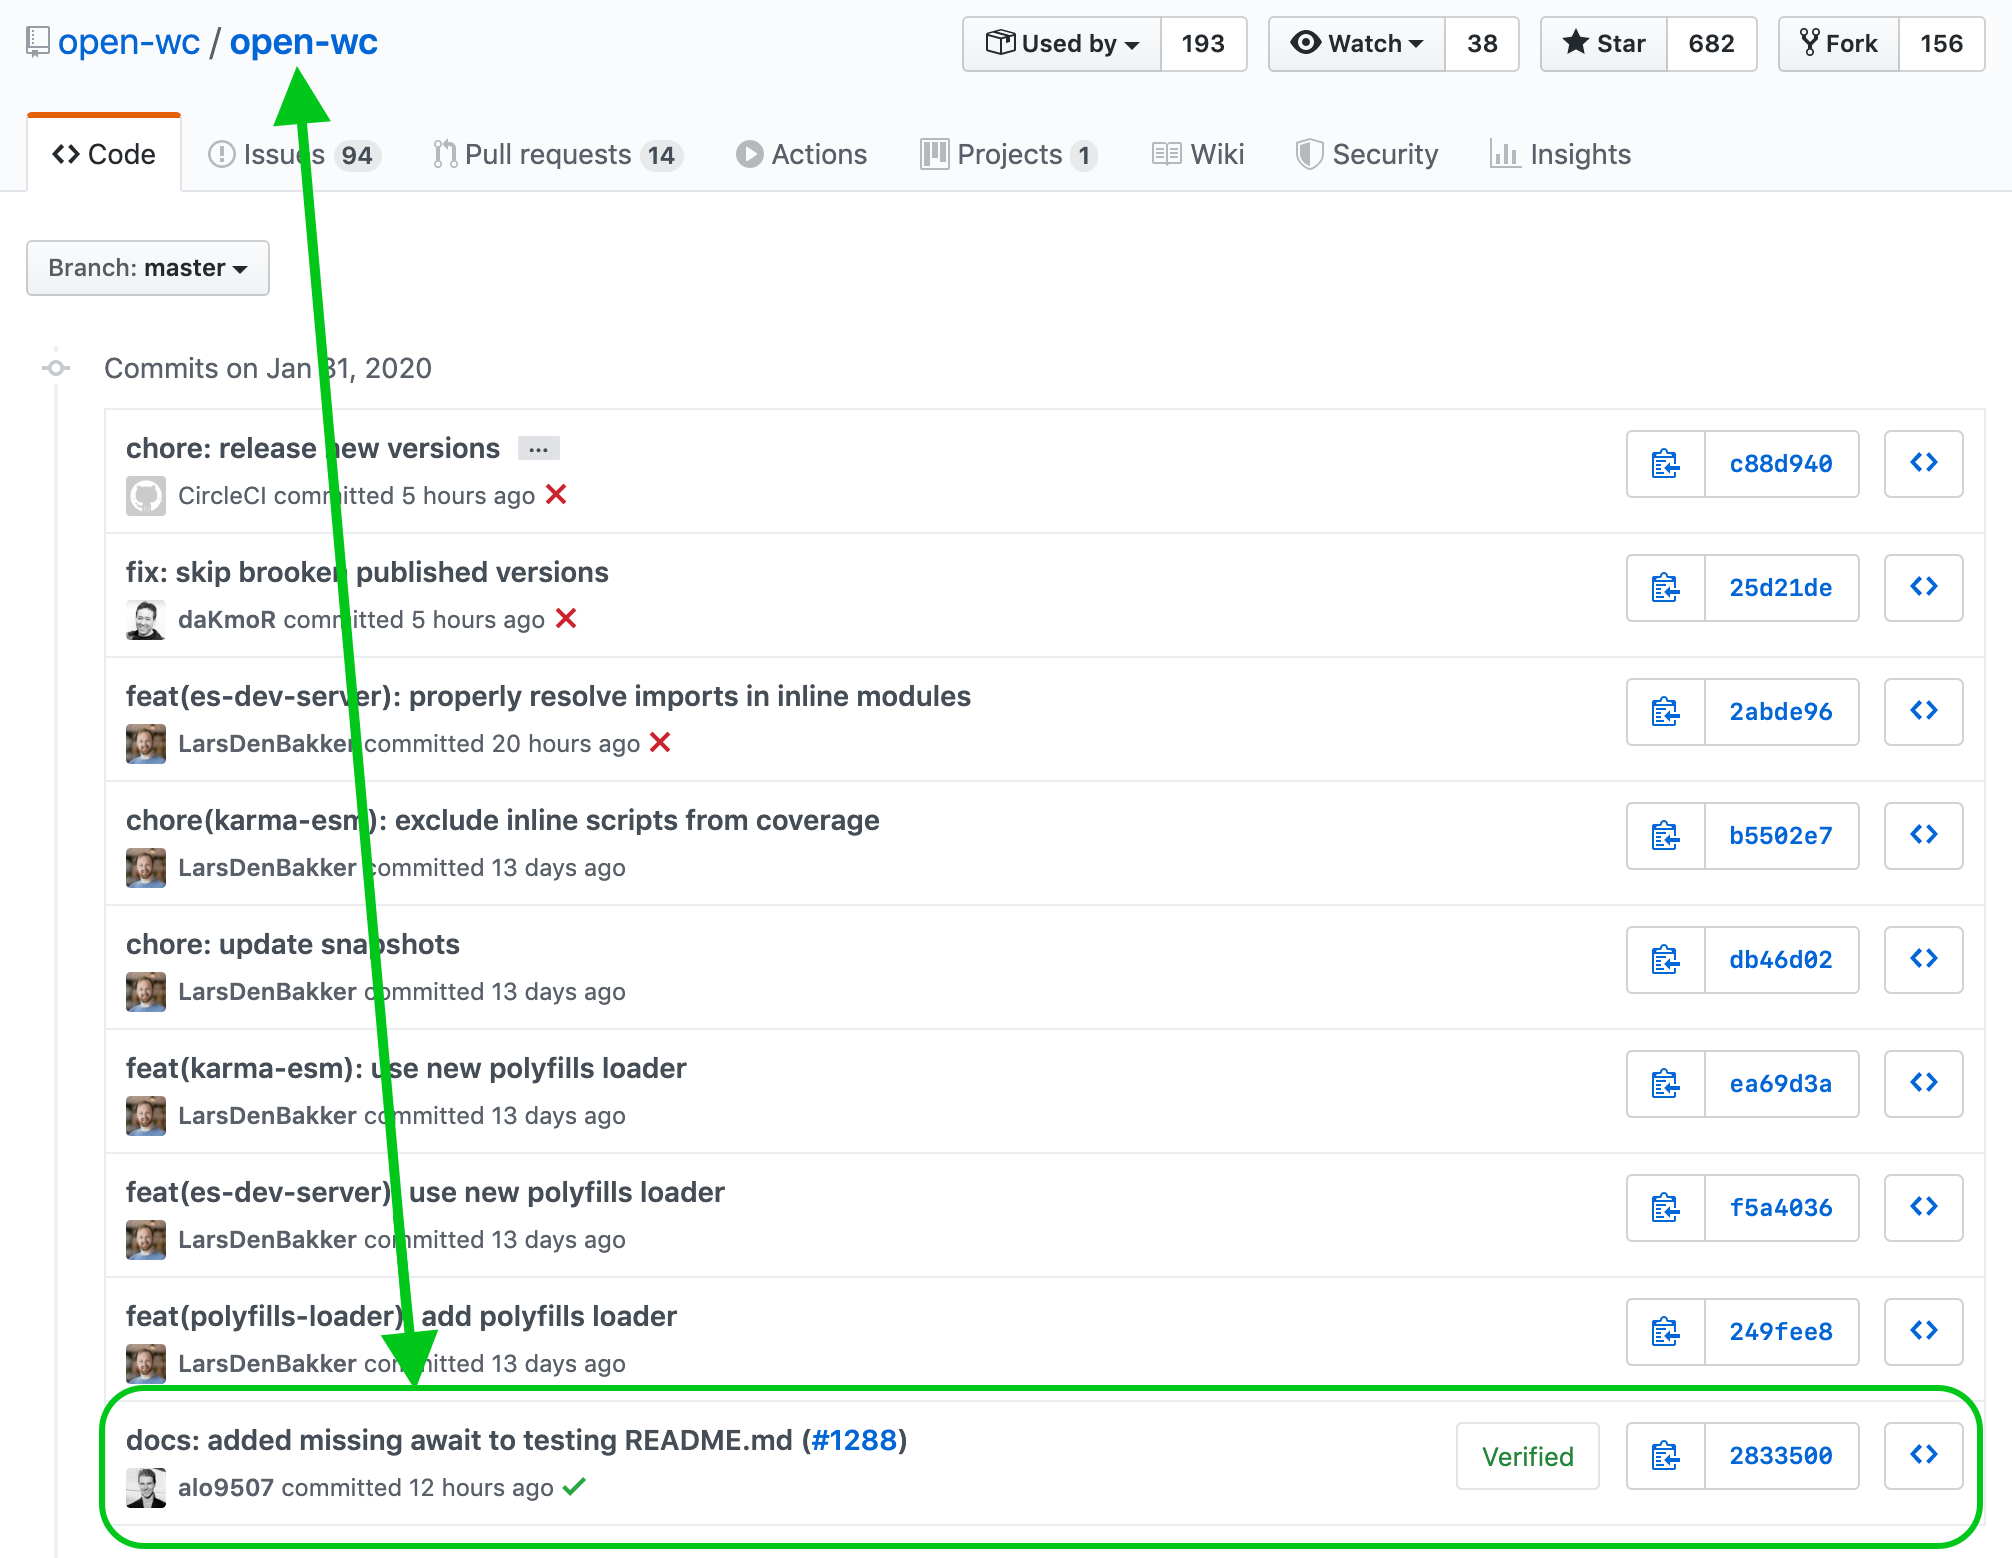 open-wc / open-wc
Used by 193
Watch 38
Star 682
Fork 156
Code
Issues 94
Pull requests 14
Actions
Projects 1
Wiki
Security
Insights
Branch: master
Commits on Jan 31, 2020
chore: release new versions ...
CircleCI committed 5 hours ago
c88d940
fix: skip brooken published versions
daKmoR committed 5 hours ago
25d21de
feat(es-dev-server): properly resolve imports in inline modules
LarsDenBakker committed 20 hours ago
2abde96
chore(karma-esm): exclude inline scripts from coverage
LarsDenBakker committed 13 days ago
b5502e7
chore: update snapshots
LarsDenBakker committed 13 days ago
db46d02
feat(karma-esm): use new polyfills loader
LarsDenBakker committed 13 days ago
ea69d3a
feat(es-dev-server): use new polyfills loader
LarsDenBakker committed 13 days ago
f5a4036
feat(polyfills-loader): add polyfills loader
LarsDenBakker committed 13 days ago
249fee8
docs: added missing await to testing README.md (#1288)
alo9507 committed 12 hours ago
Verified
2833500